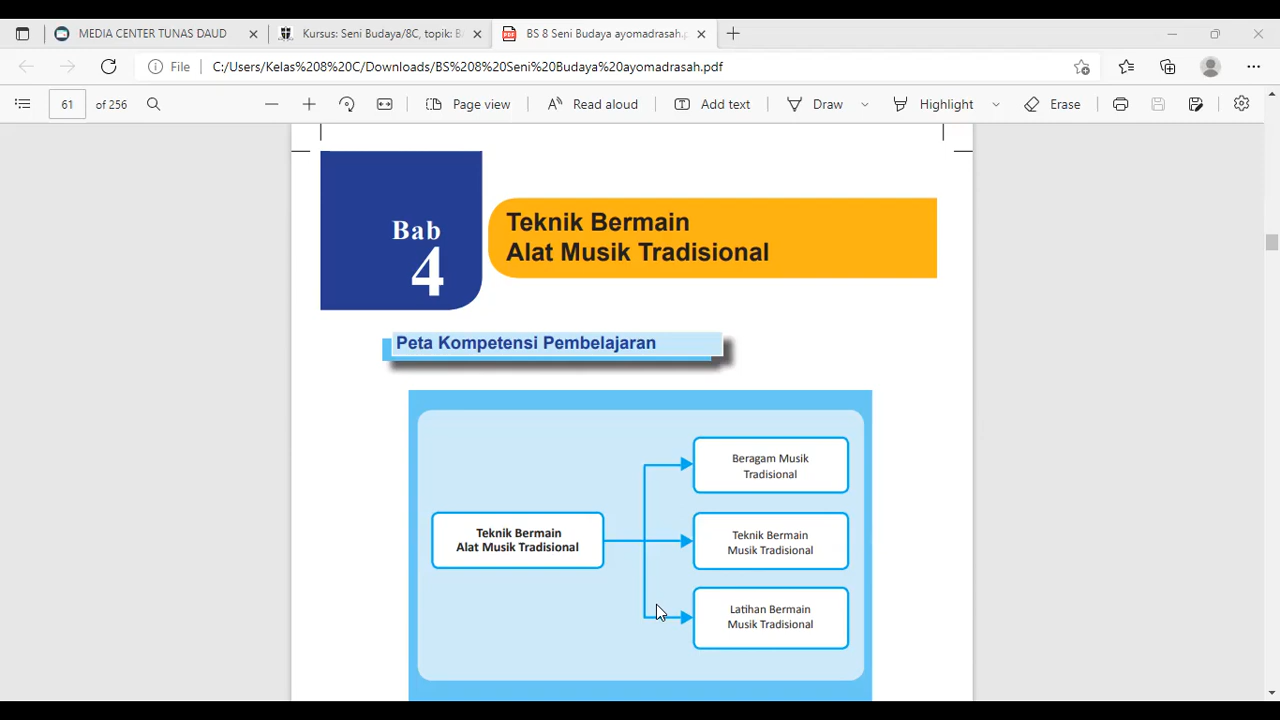 MEDIA CENTER TUNAS DAUD
Kursus: Seni Budaya/8C, topik: B
BS 8 Seni Budaya ayomadrasah.p
File
C:/Users/Kelas%208%20C/Downloads/BS%208%20Seni%20Budaya%20ayomadrasah.pdf
61 of 256
Page view
Read aloud
Add text
Draw
Highlight
Erase
Bab
4
Teknik Bermain
Alat Musik Tradisional
Peta Kompetensi Pembelajaran
Beragam Musik
Tradisional
Teknik Bermain
Alat Musik Tradisional
Teknik Bermain
Musik Tradisional
Latihan Bermain
Musik Tradisional